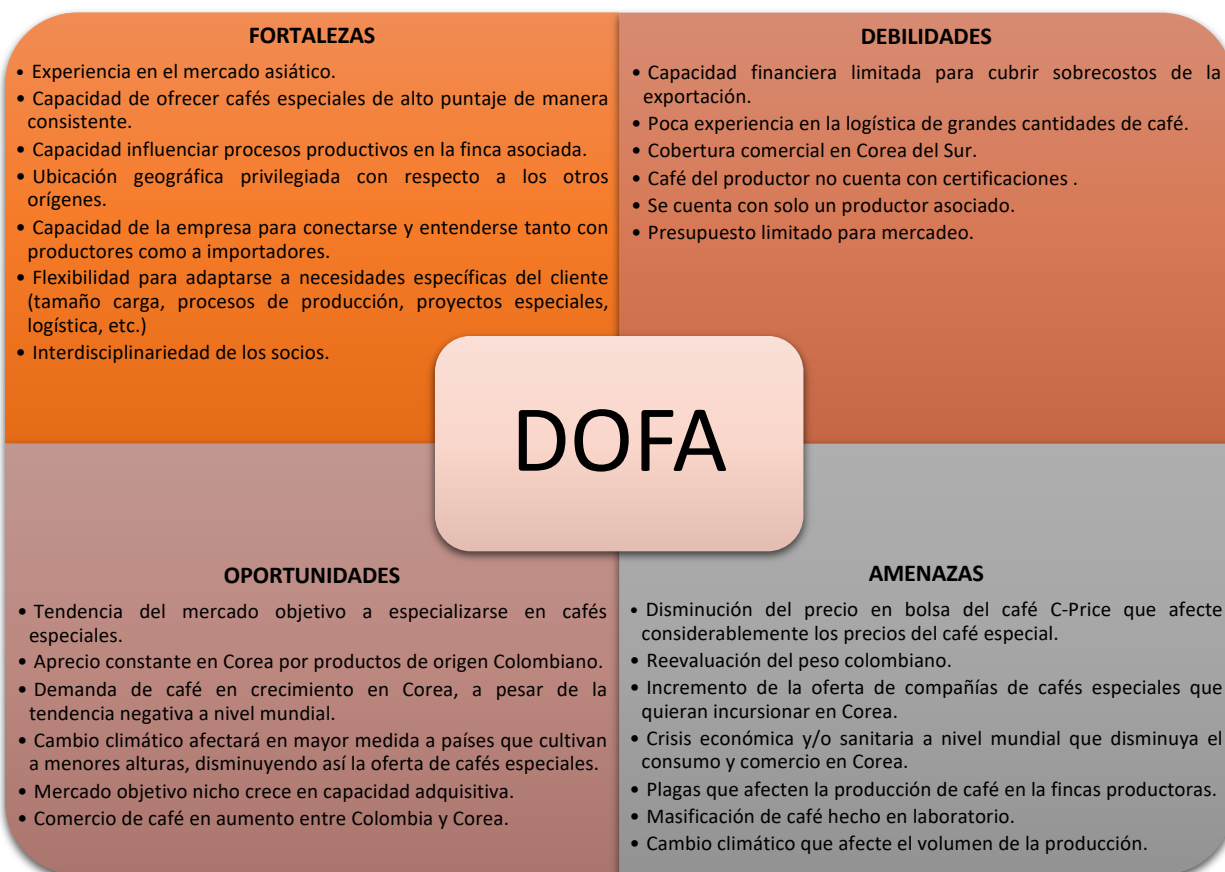 FORTALEZAS
• Experiencia en el mercado asiático.
• Capacidad de ofrecer cafés especiales de alto puntaje de manera
consistente.
• Capacidad influenciar procesos productivos en la finca asociada.
• Ubicación geográfica privilegiada con respecto a los otros
orígenes.
• Capacidad de la empresa para conectarse y entenderse tanto con
productores como a importadores.
• Flexibilidad para adaptarse a necesidades específicas del cliente
(tamaño carga, procesos de producción, proyectos especiales,
logística, etc.)
• Interdisciplinariedad de los socios.
DEBILIDADES
• Capacidad financiera limitada para cubrir sobrecostos de la
exportación.
• Poca experiencia en la logística de grandes cantidades de café.
• Cobertura comercial en Corea del Sur.
• Café del productor no cuenta con certificaciones .
• Se cuenta con solo un productor asociado.
• Presupuesto limitado para mercadeo.
DOFA
OPORTUNIDADES
• Tendencia del mercado objetivo a especializarse en cafés
especiales.
• Aprecio constante en Corea por productos de origen Colombiano.
• Demanda de café en crecimiento en Corea, a pesar de la
tendencia negativa a nivel mundial.
• Cambio climático afectará en mayor medida a países que cultivan
a menores alturas, disminuyendo así la oferta de cafés especiales.
• Mercado objetivo nicho crece en capacidad adquisitiva.
• Comercio de café en aumento entre Colombia y Corea.
AMENAZAS
• Disminución del precio en bolsa del café C-Price que afecte
considerablemente los precios del café especial.
• Reevaluación del peso colombiano.
• Incremento de la oferta de compañías de cafés especiales que
quieran incursionar en Corea.
• Crisis económica y/o sanitaria a nivel mundial que disminuya el
consumo y comercio en Corea.
• Plagas que afecten la producción de café en la fincas productoras.
• Masificación de café hecho en laboratorio.
• Cambio climático que afecte el volumen de la producción.